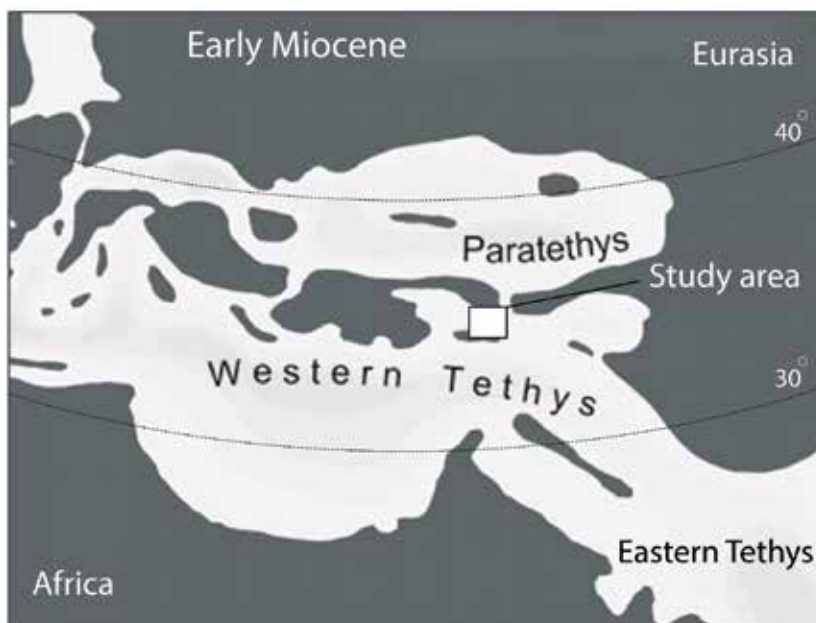 Early Miocene
Eurasia
40°
Paratethys
Study area
Western Tethys
30°
Eastern Tethys
Africa